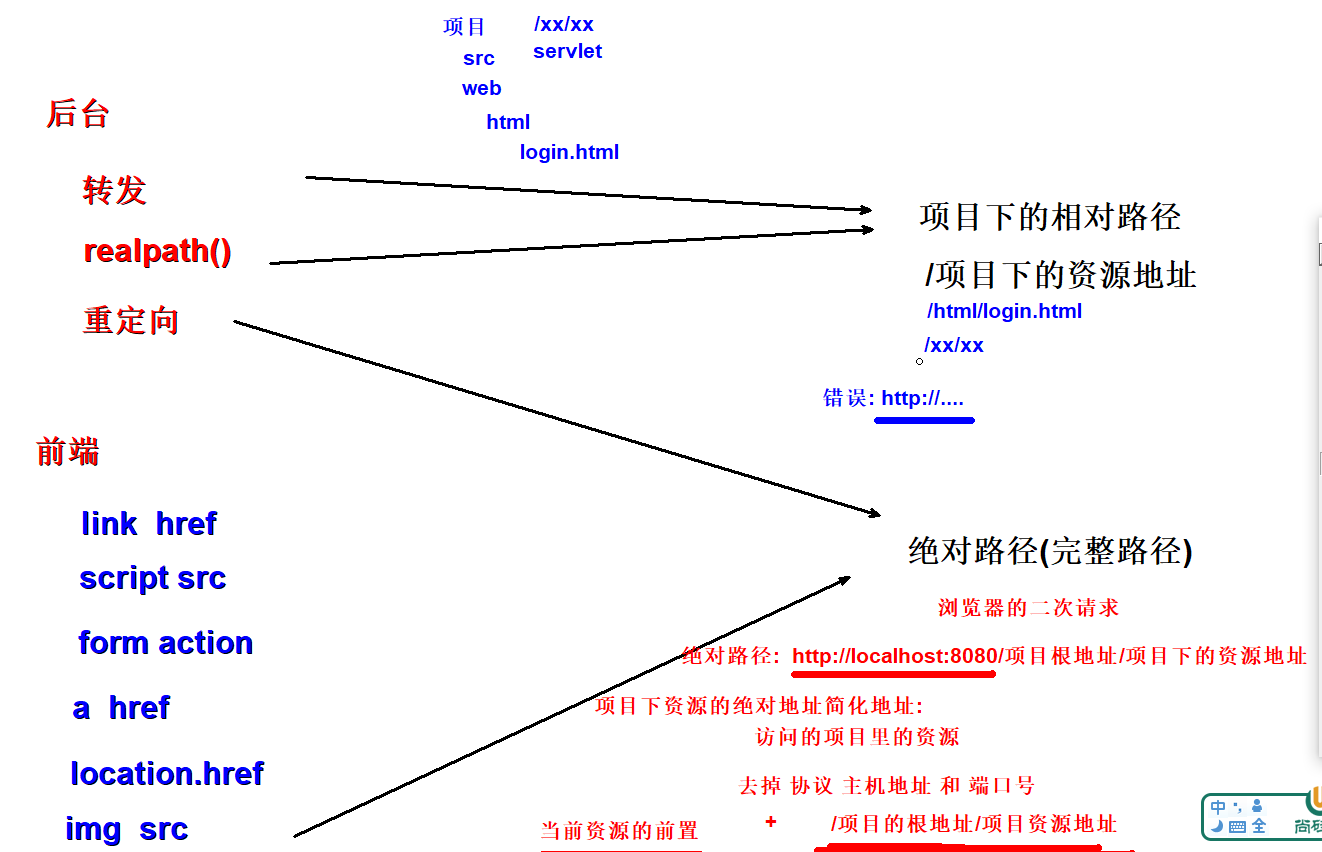 项目 /xx/xx
src servlet
web
html
login.html
后台
转发
realpath()
重定向
项目下的相对路径
/项目下的资源地址
/html/login.html
/xx/xx
错误: http://....
前端
link href
script src
form action
a href
location.href
img src
绝对路径(完整路径)
浏览器的二次请求
绝对路径: http://localhost:8080/项目根地址/项目下的资源地址
项目下资源的绝对地址简化地址:
访问的项目里的资源
去掉 协议 主机地址 和 端口号
当前资源的前置 + /项目的根地址/项目资源地址
中
全
尚